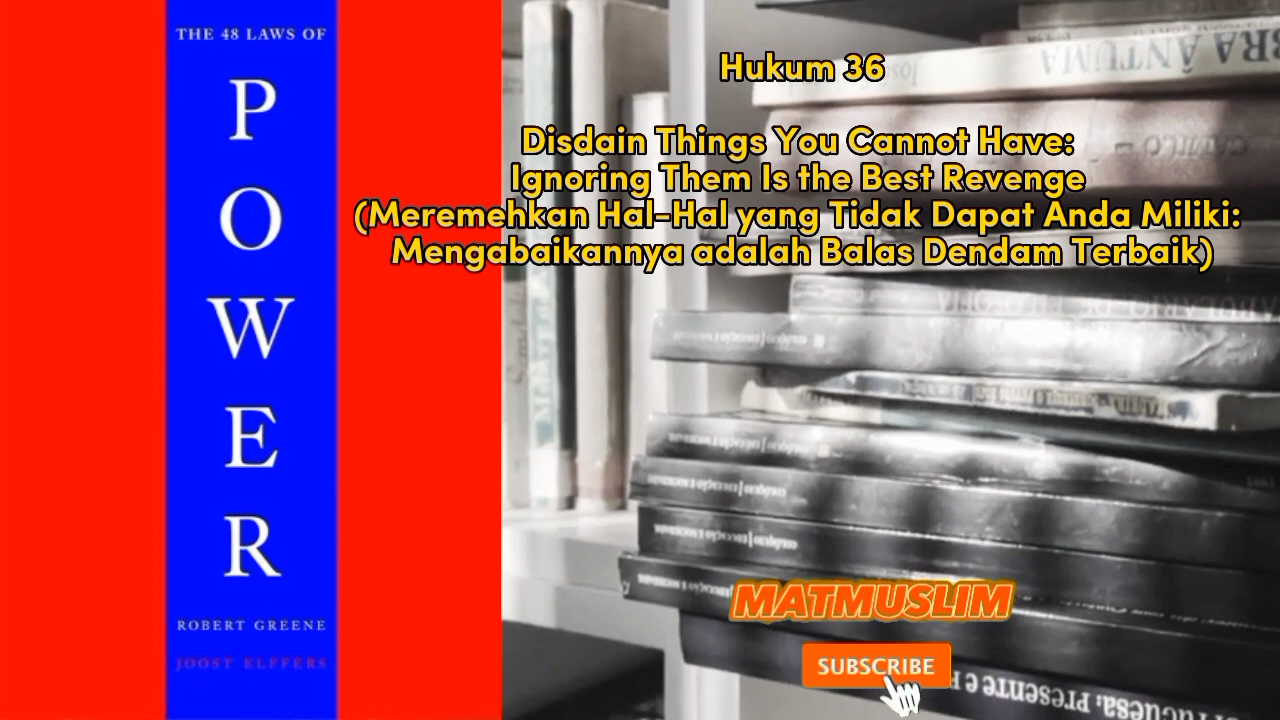 THE 48 LAWS OF
P
O
W
E
R
ROBERT GREENE
JOOST ELFFERS
Hukum 36
Disdain Things You Cannot Have:
Ignoring Them Is the Best Revenge
(Meremehkan Hal-Hal yang Tidak Dapat Anda Miliki:
Mengabaikannya adalah Balas Dendam Terbaik)
MATMUSLIM
SUBSCRIBE